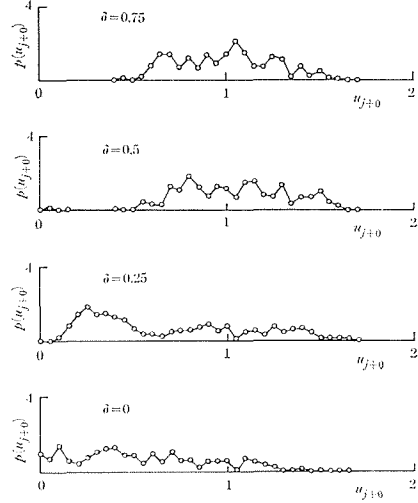 4
δ=0.75
p(u_{j+0})
0 1 2
u_{j+0}
4
δ=0.5
p(u_{j+0})
0 1 2
u_{j+0}
4
δ=0.25
p(u_{j+0})
0 1 2
u_{j+0}
4
δ=0
p(u_{j+0})
0 1 2
u_{j+0}